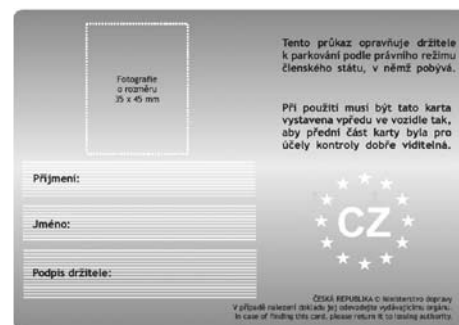 Fotografie
o rozměru
35 x 45 mm
Příjmení:
Jméno:
Podpis držitele:
Tento průkaz opravňuje držitele
k parkování podle právního režimu
členského státu, v němž pobývá.
Při použití musí být tato karta
vystavena vpředu ve vozidle tak,
aby přední část karty byla pro
účely kontroly dobře viditelná.
CZ
ČESKÁ REPUBLIKA © Ministerstvo dopravy
V případě nalezení dokladu jej odevzdejte vydávajícímu orgánu.
In case of finding this card, please return it to issuing authority.